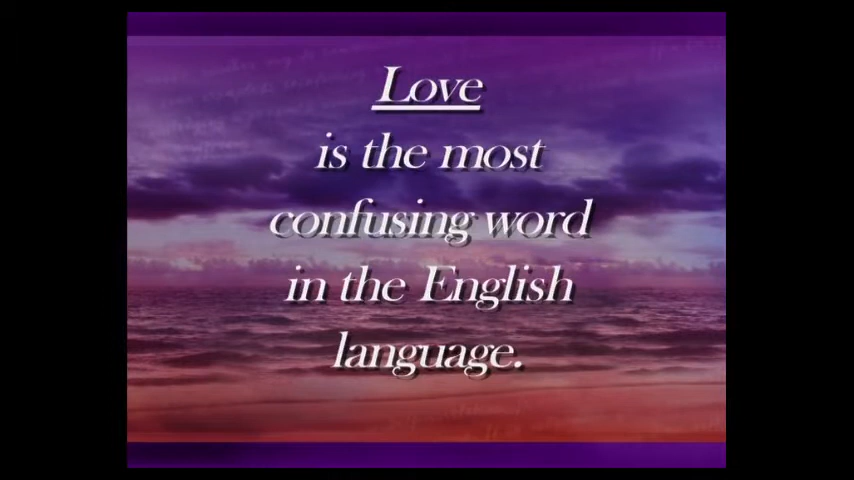 Love
is the most
confusing word
in the English
language.